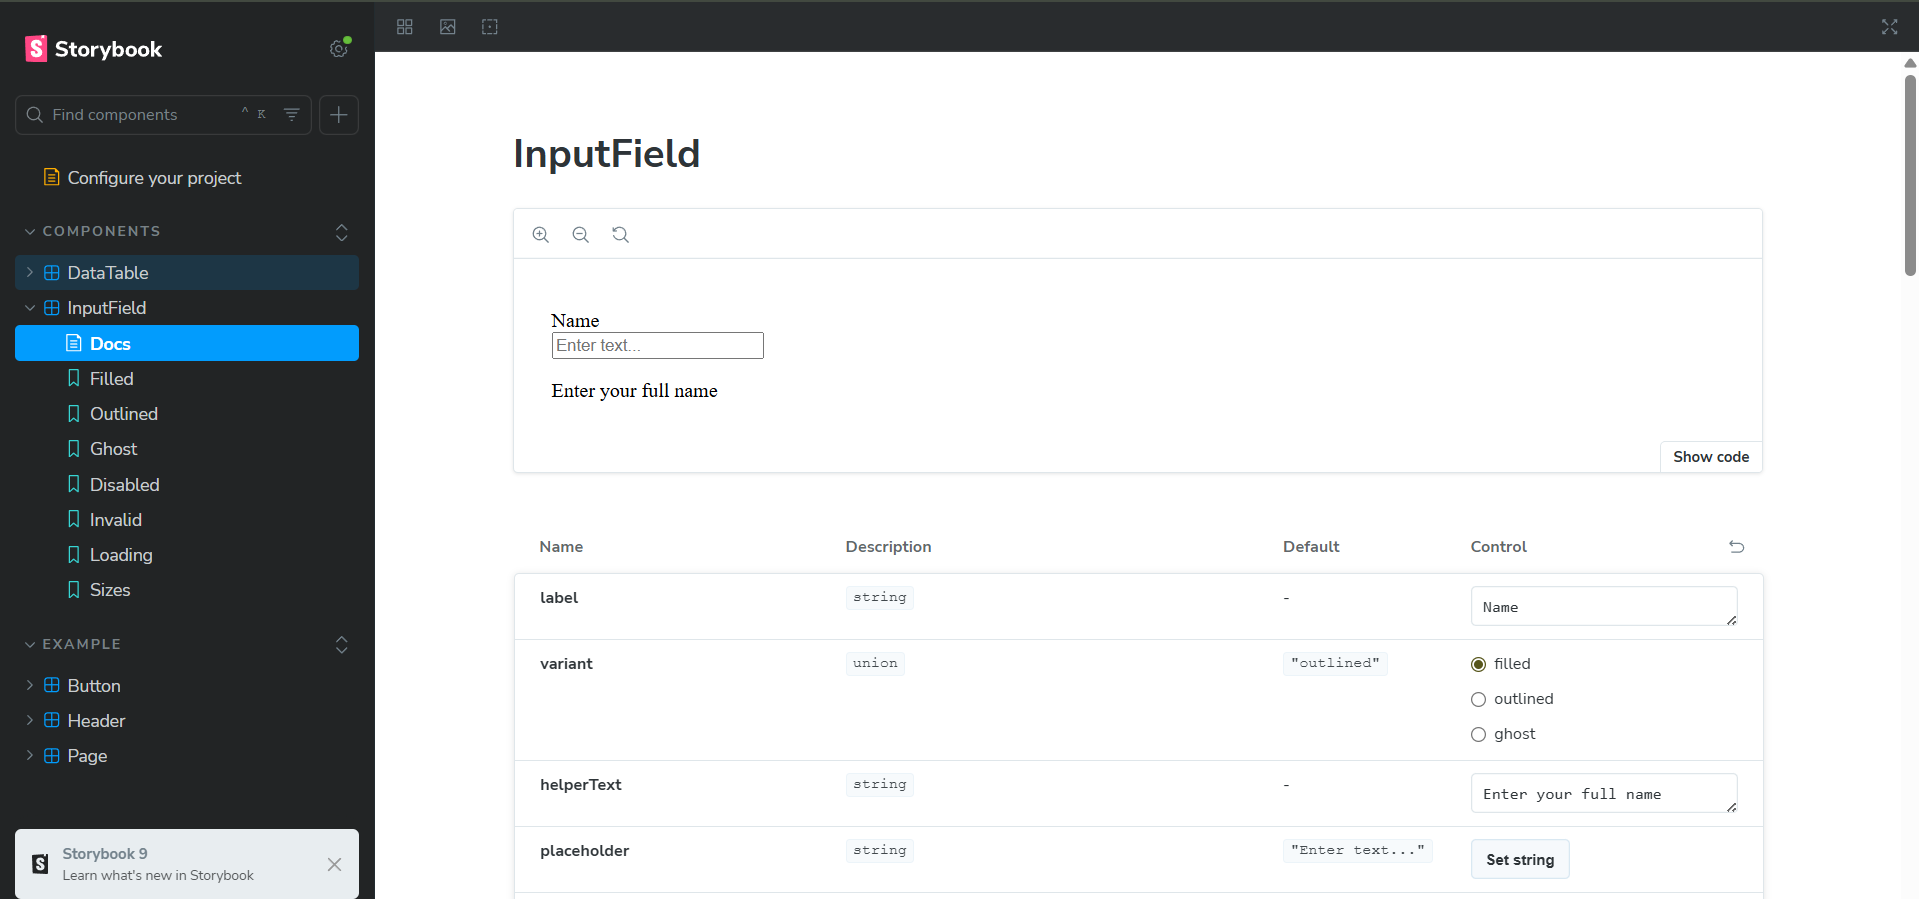 Storybook
Find components ^ K
Configure your project
COMPONENTS
DataTable
InputField
Docs
Filled
Outlined
Ghost
Disabled
Invalid
Loading
Sizes
EXAMPLE
Button
Header
Page
Storybook 9
Learn what's new in Storybook
InputField
Name
Enter text...
Enter your full name
Show code
Name Description Default Control
label string - Name
variant union "outlined" filled
outlined
ghost
helperText string - Enter your full name
placeholder string "Enter text..." Set string